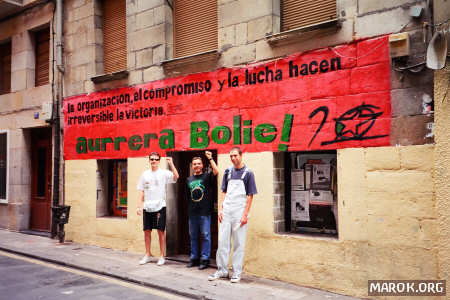 La organización, el compromiso y la lucha hacen
irreversible la victoria.
aurrera Bolie!
MAROK.ORG